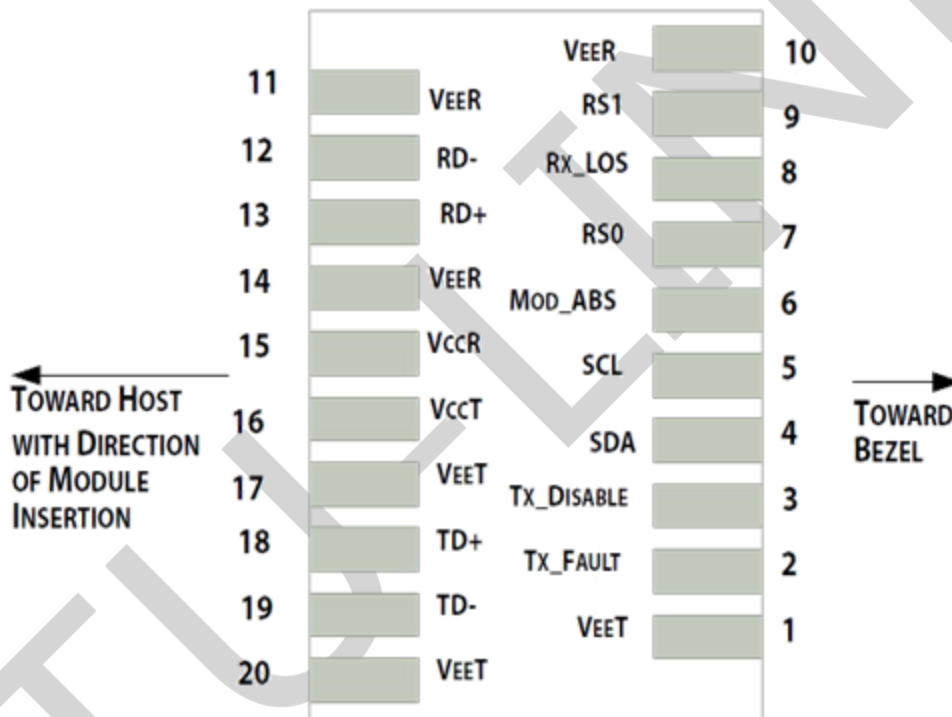 11 VEER
12 RD-
13 RD+
14 VEER
15 VCCR
16 VCCT
17 VEET
18 TD+
19 TD-
20 VEET
VEER 10
RS1 9
RX_LOS 8
RS0 7
MOD_ABS 6
SCL 5
SDA 4
TX_DISABLE 3
TX_FAULT 2
VEET 1
TOWARD HOST
WITH DIRECTION
OF MODULE
INSERTION
TOWARD
BEZEL